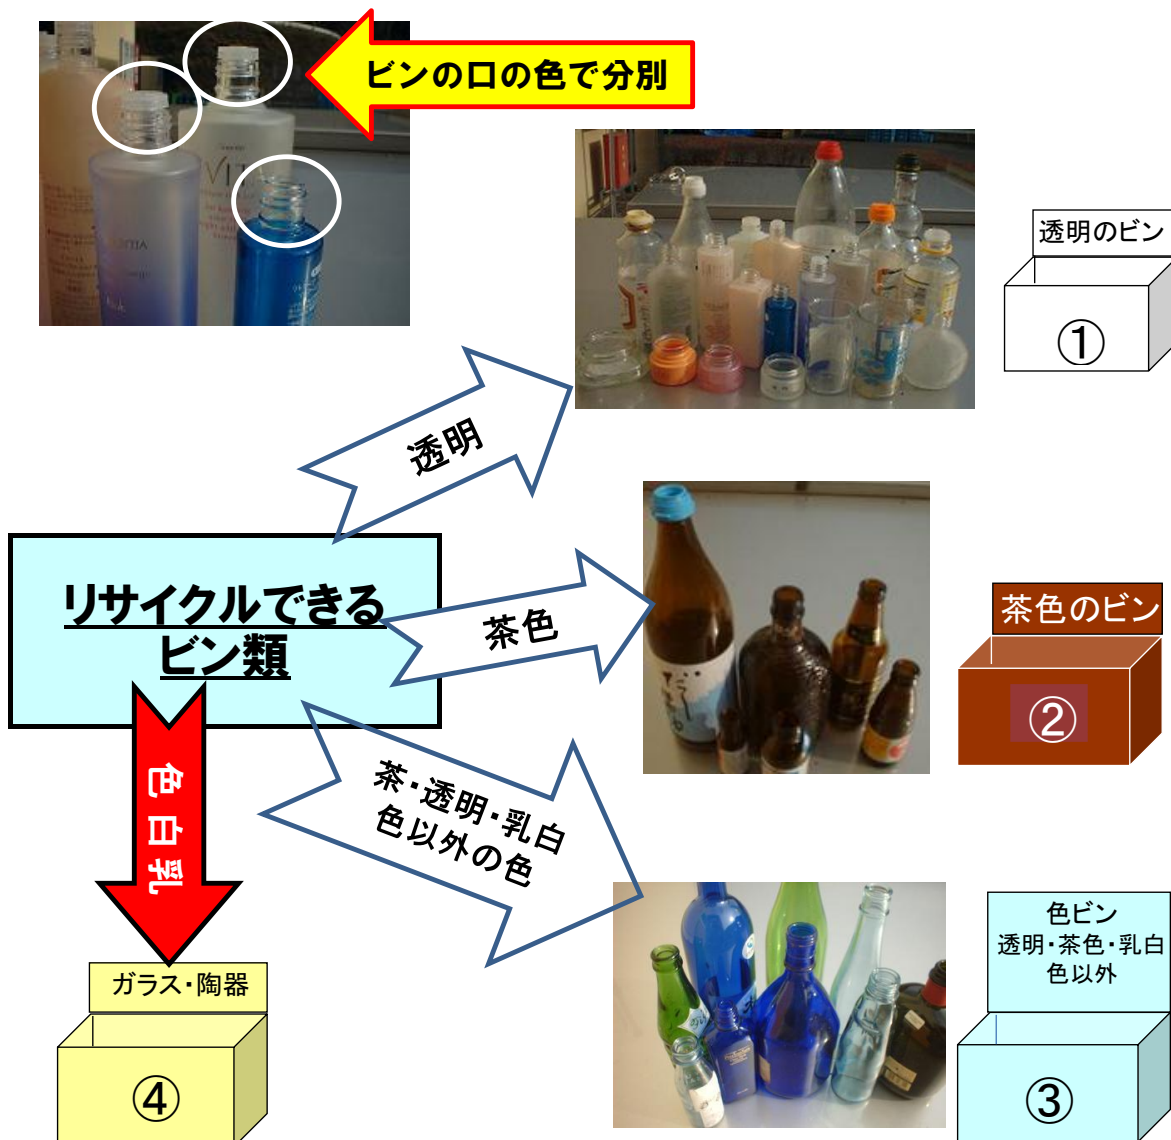 ビンの口の色で分別
透明のビン
①
透明
リサイクルできる
ビン類
茶色
茶色のビン
②
色白乳
茶・透明・乳白
色以外の色
色ビン
透明・茶色・乳白
色以外
③
ガラス・陶器
④